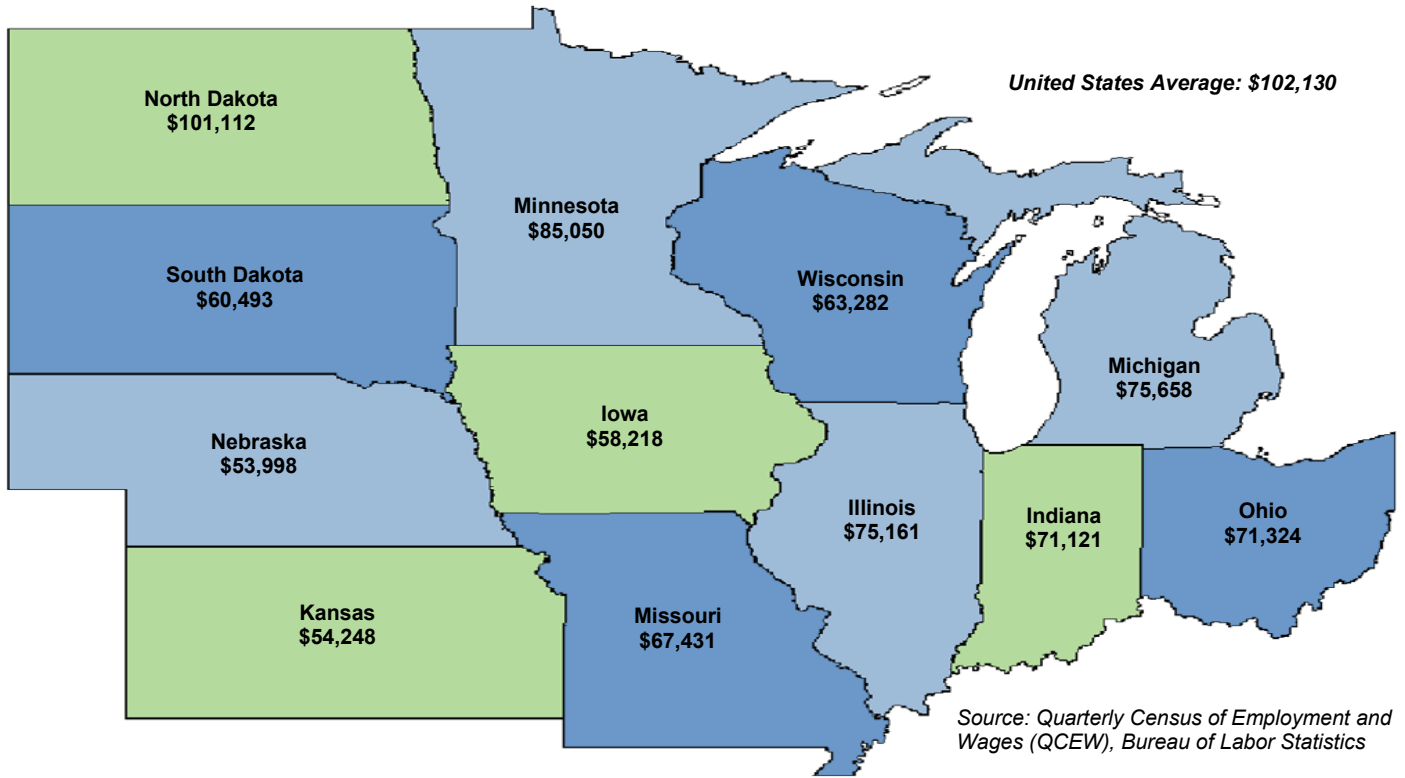 United States Average: $102,130
North Dakota
$101,112
Minnesota
$85,050
South Dakota
$60,493
Wisconsin
$63,282
Michigan
$75,658
Iowa
$58,218
Nebraska
$53,998
Illinois
$75,161
Indiana
$71,121
Ohio
$71,324
Kansas
$54,248
Missouri
$67,431
Source: Quarterly Census of Employment and
Wages (QCEW), Bureau of Labor Statistics